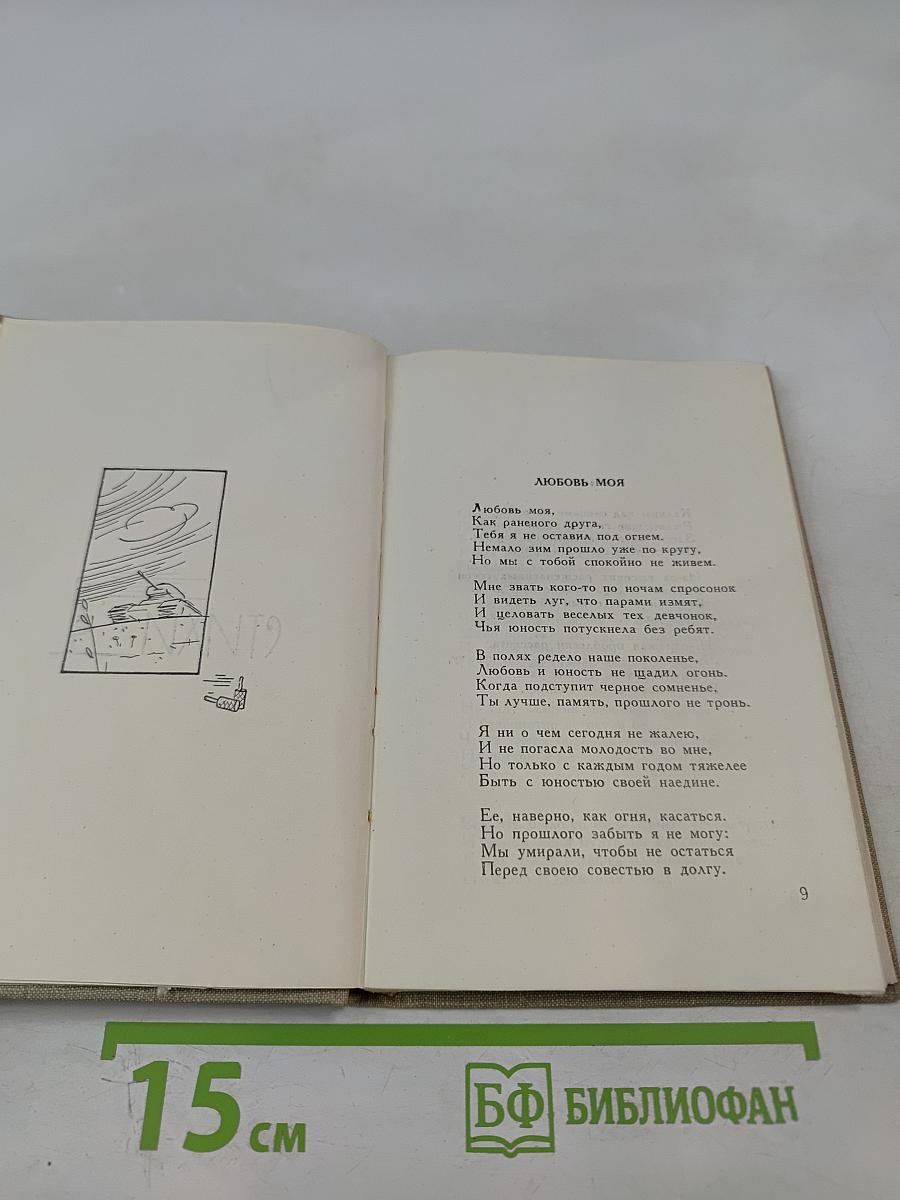 ЛЮБОВЬ МОЯ
Любовь моя,
Как раненого друга,
Тебя я не оставил под огнем.
Немало зим прошло уже по кругу,
Но мы с тобой спокойно не живем.
Мне звать кого-то по ночам спросонок
И видеть луг, что парами измят,
И целовать веселых тех девчонок,
Чья юность потускнела без ребят.
В полях редело наше поколенье,
Любовь и юность не щадил огонь.
Когда подступит черное сомненье,
Ты лучше, память, прошлого не тронь.
Я ни о чем сегодня не жалею,
И не погасла молодость во мне,
Но только с каждым годом тяжелее
Быть с юностью своей наедине.
Ее, наверно, как огня, касаться.
Но прошлого забыть я не могу:
Мы умирали, чтобы не остаться
Перед своею совестью в долгу.
9
15 см
БФ БИБЛИОФАН